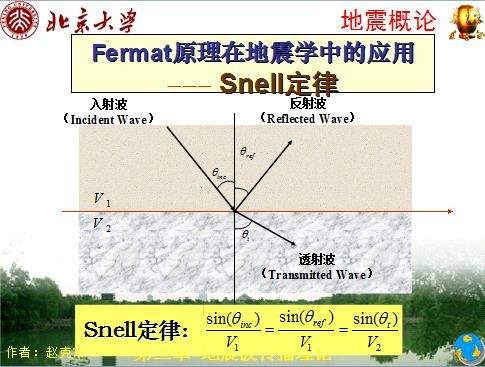 北京大学
地震概论
Fermat原理在地震学中的应用
——— Snell定律
入射波
（Incident Wave）
反射波
（Reflected Wave）
θinc
θref
V1
V2
θt
透射波
（Transmitted Wave）
Snell定律： sin(θinc)/V1 = sin(θref)/V1 = sin(θt)/V2
作者：赵克